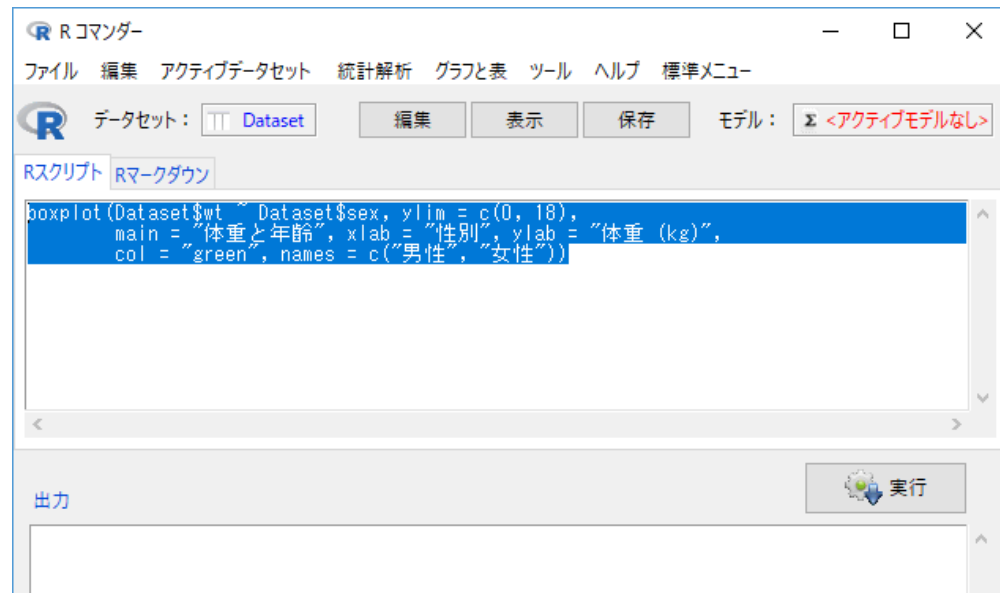 R コマンダー
ファイル 編集 アクティブデータセット 統計解析 グラフと表 ツール ヘルプ 標準メニュー
データセット： Dataset 編集 表示 保存 モデル： Σ <アクティブモデルなし>
Rスクリプト Rマークダウン
boxplot(Dataset$wt ~ Dataset$sex, ylim = c(0, 18),
main = "体重と年齢", xlab = "性別", ylab = "体重 (kg)",
col = "green", names = c("男性", "女性"))
実行
出力